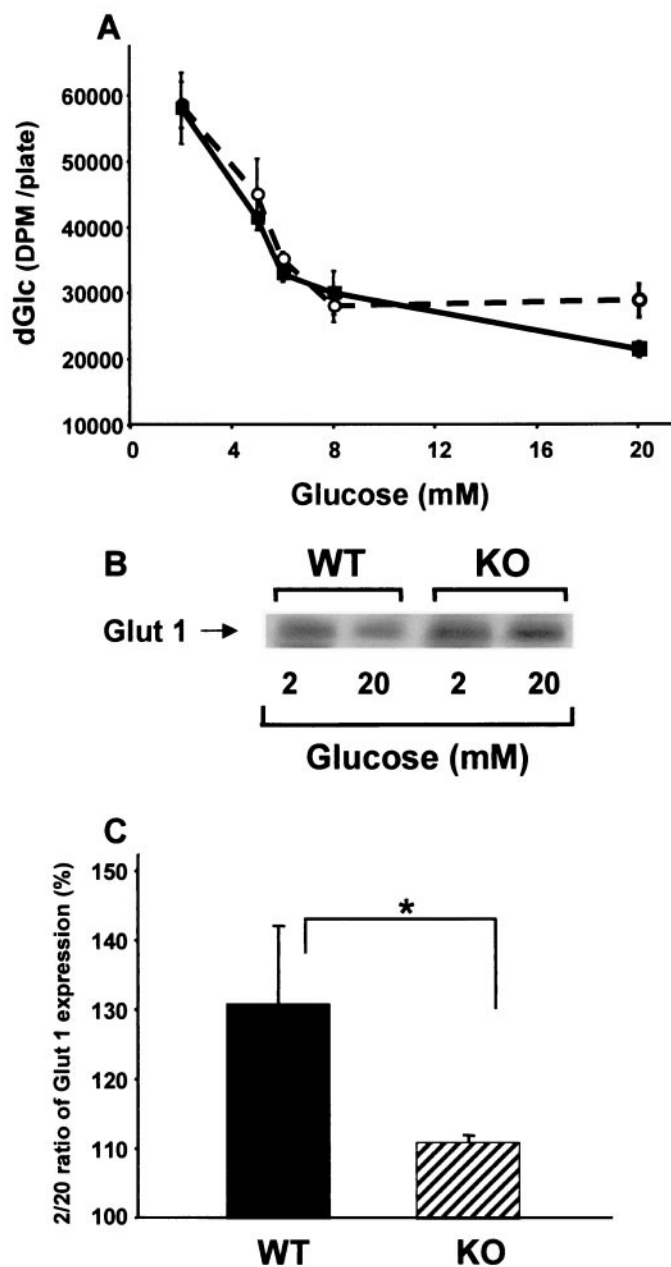 A
dGlc (DPM /plate)
60000
50000
40000
30000
20000
10000
0 4 8 12 16 20
Glucose (mM)
B
WT KO
Glut 1
2 20 2 20
Glucose (mM)
C
2/20 ratio of Glut 1 expression (%)
150
140
130
120
110
100
*
WT KO